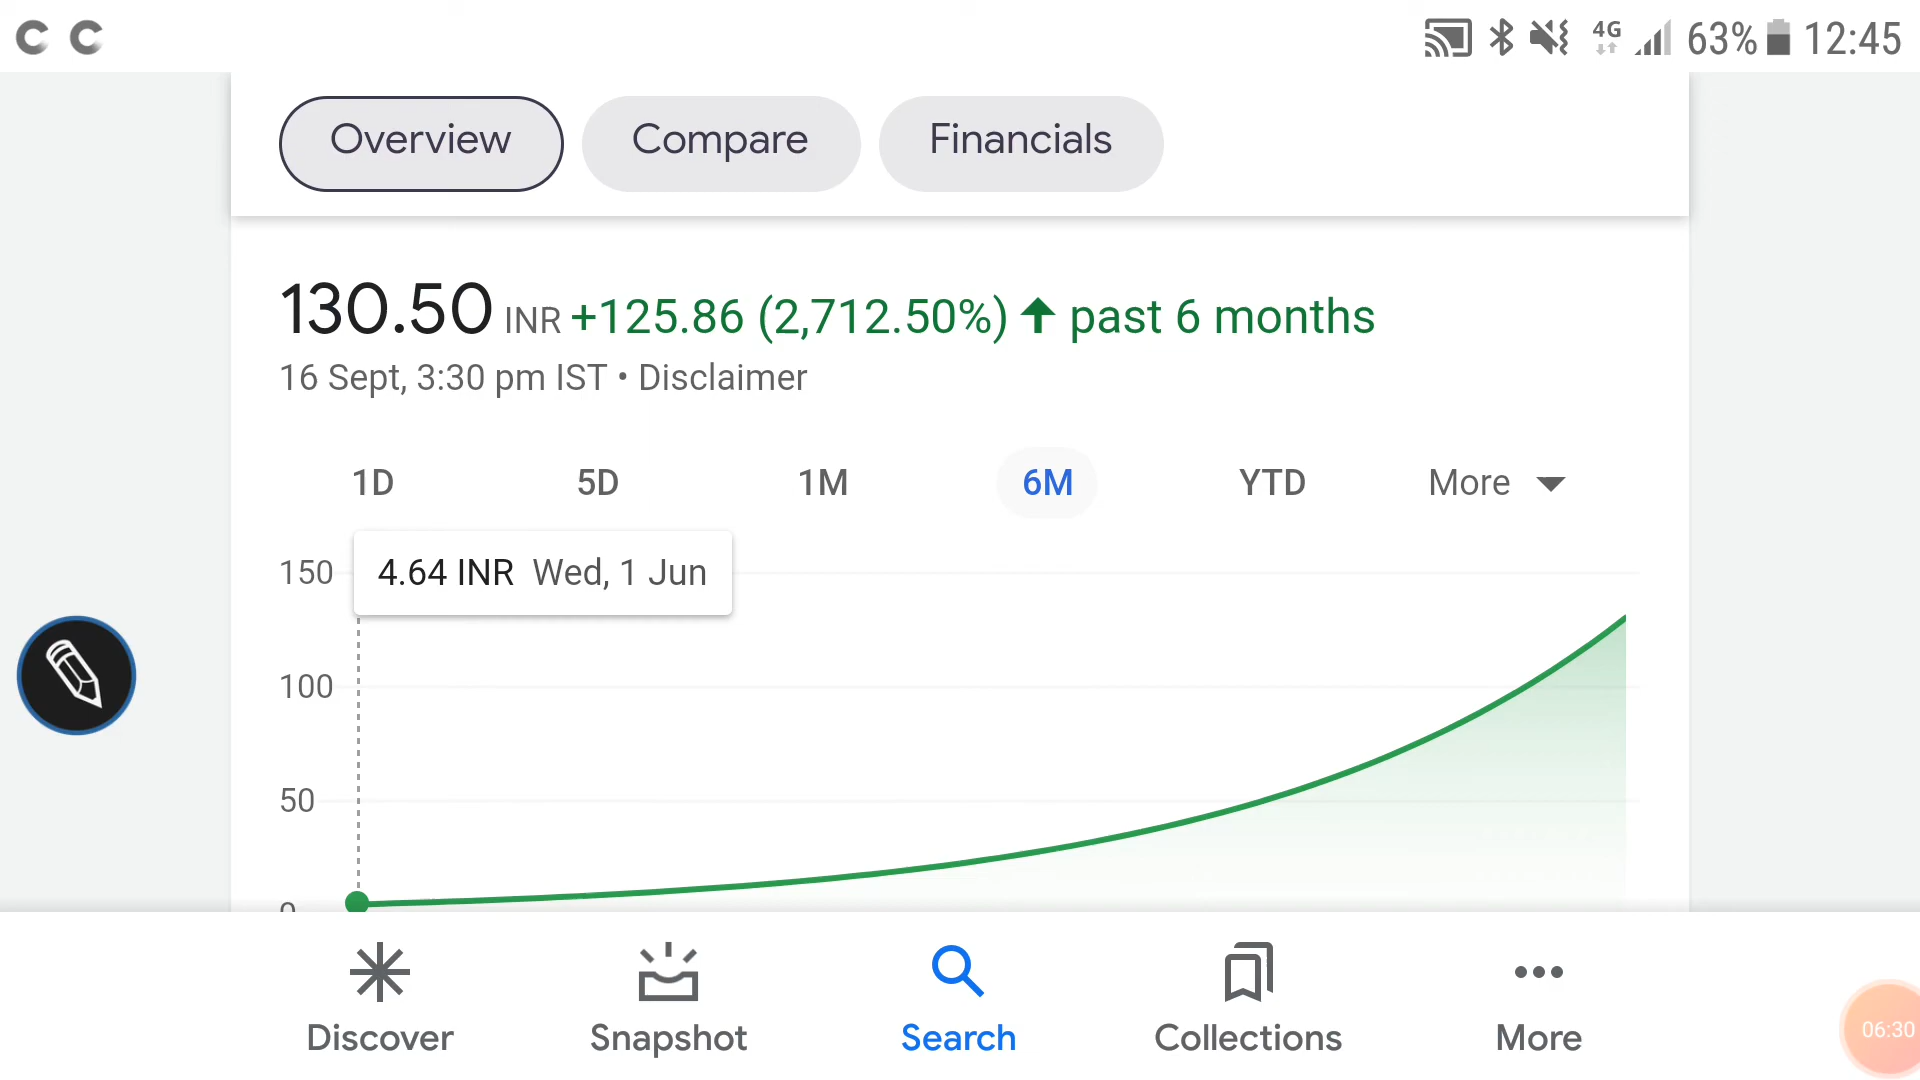 4G 63% 12:45
Overview Compare Financials
130.50 INR +125.86 (2,712.50%) ↑ past 6 months
16 Sept, 3:30 pm IST • Disclaimer
1D 5D 1M 6M YTD More
150 4.64 INR Wed, 1 Jun
100
50
0
Discover Snapshot Search Collections More
06:30